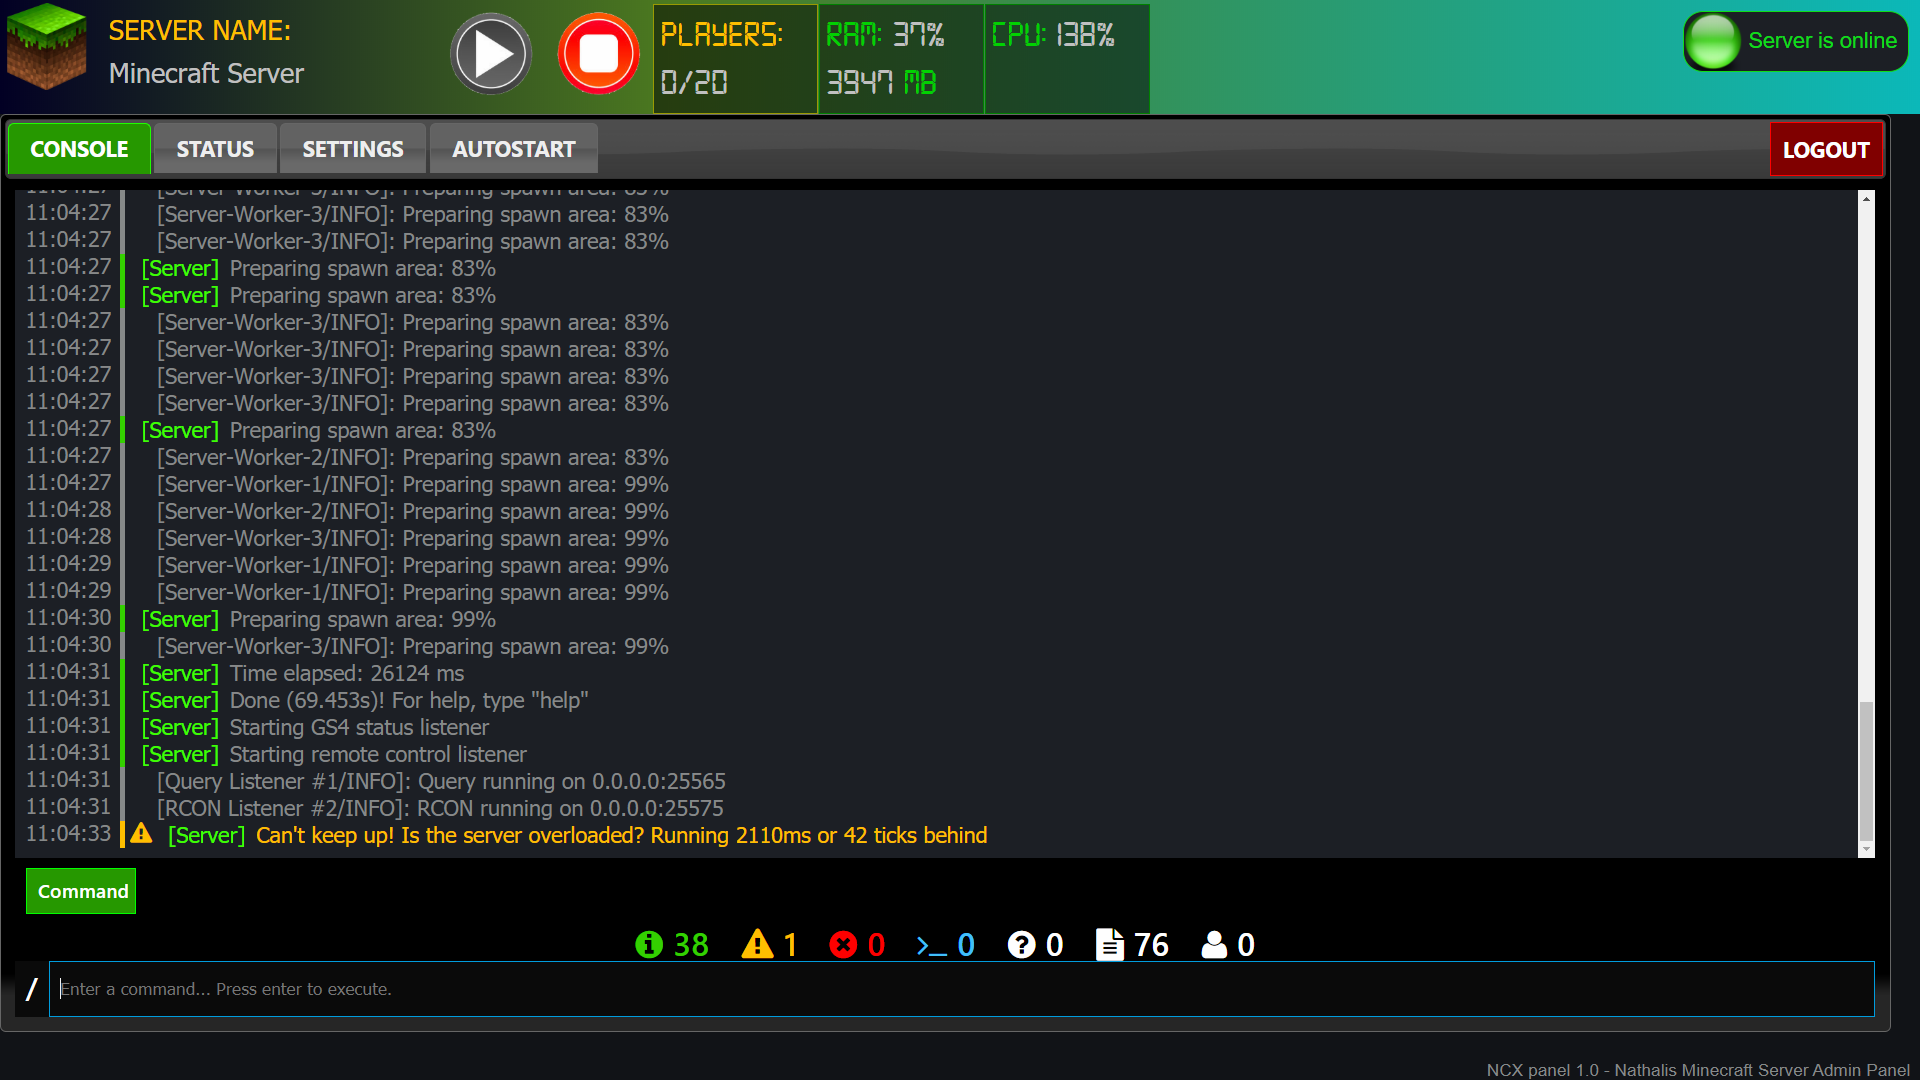 SERVER NAME:
Minecraft Server
PLAYERS:
0/20
RAM: 37%
3947 MB
CPU: 138%
Server is online
CONSOLE
STATUS
SETTINGS
AUTOSTART
LOGOUT
11:04:27 [Server-Worker-3/INFO]: Preparing spawn area: 83%
11:04:27 [Server-Worker-3/INFO]: Preparing spawn area: 83%
11:04:27 [Server-Worker-3/INFO]: Preparing spawn area: 83%
11:04:27 [Server] Preparing spawn area: 83%
11:04:27 [Server] Preparing spawn area: 83%
11:04:27 [Server-Worker-3/INFO]: Preparing spawn area: 83%
11:04:27 [Server-Worker-3/INFO]: Preparing spawn area: 83%
11:04:27 [Server-Worker-3/INFO]: Preparing spawn area: 83%
11:04:27 [Server-Worker-3/INFO]: Preparing spawn area: 83%
11:04:27 [Server] Preparing spawn area: 83%
11:04:27 [Server-Worker-2/INFO]: Preparing spawn area: 83%
11:04:27 [Server-Worker-1/INFO]: Preparing spawn area: 99%
11:04:28 [Server-Worker-2/INFO]: Preparing spawn area: 99%
11:04:28 [Server-Worker-3/INFO]: Preparing spawn area: 99%
11:04:29 [Server-Worker-1/INFO]: Preparing spawn area: 99%
11:04:29 [Server-Worker-1/INFO]: Preparing spawn area: 99%
11:04:30 [Server] Preparing spawn area: 99%
11:04:30 [Server-Worker-3/INFO]: Preparing spawn area: 99%
11:04:31 [Server] Time elapsed: 26124 ms
11:04:31 [Server] Done (69.453s)! For help, type "help"
11:04:31 [Server] Starting GS4 status listener
11:04:31 [Server] Starting remote control listener
11:04:31 [Query Listener #1/INFO]: Query running on 0.0.0.0:25565
11:04:31 [RCON Listener #2/INFO]: RCON running on 0.0.0.0:25575
11:04:33 [Server] Can't keep up! Is the server overloaded? Running 2110ms or 42 ticks behind
Command
38 1 0 0 0 76 0
/ Enter a command... Press enter to execute.
NCX panel 1.0 - Nathalis Minecraft Server Admin Panel